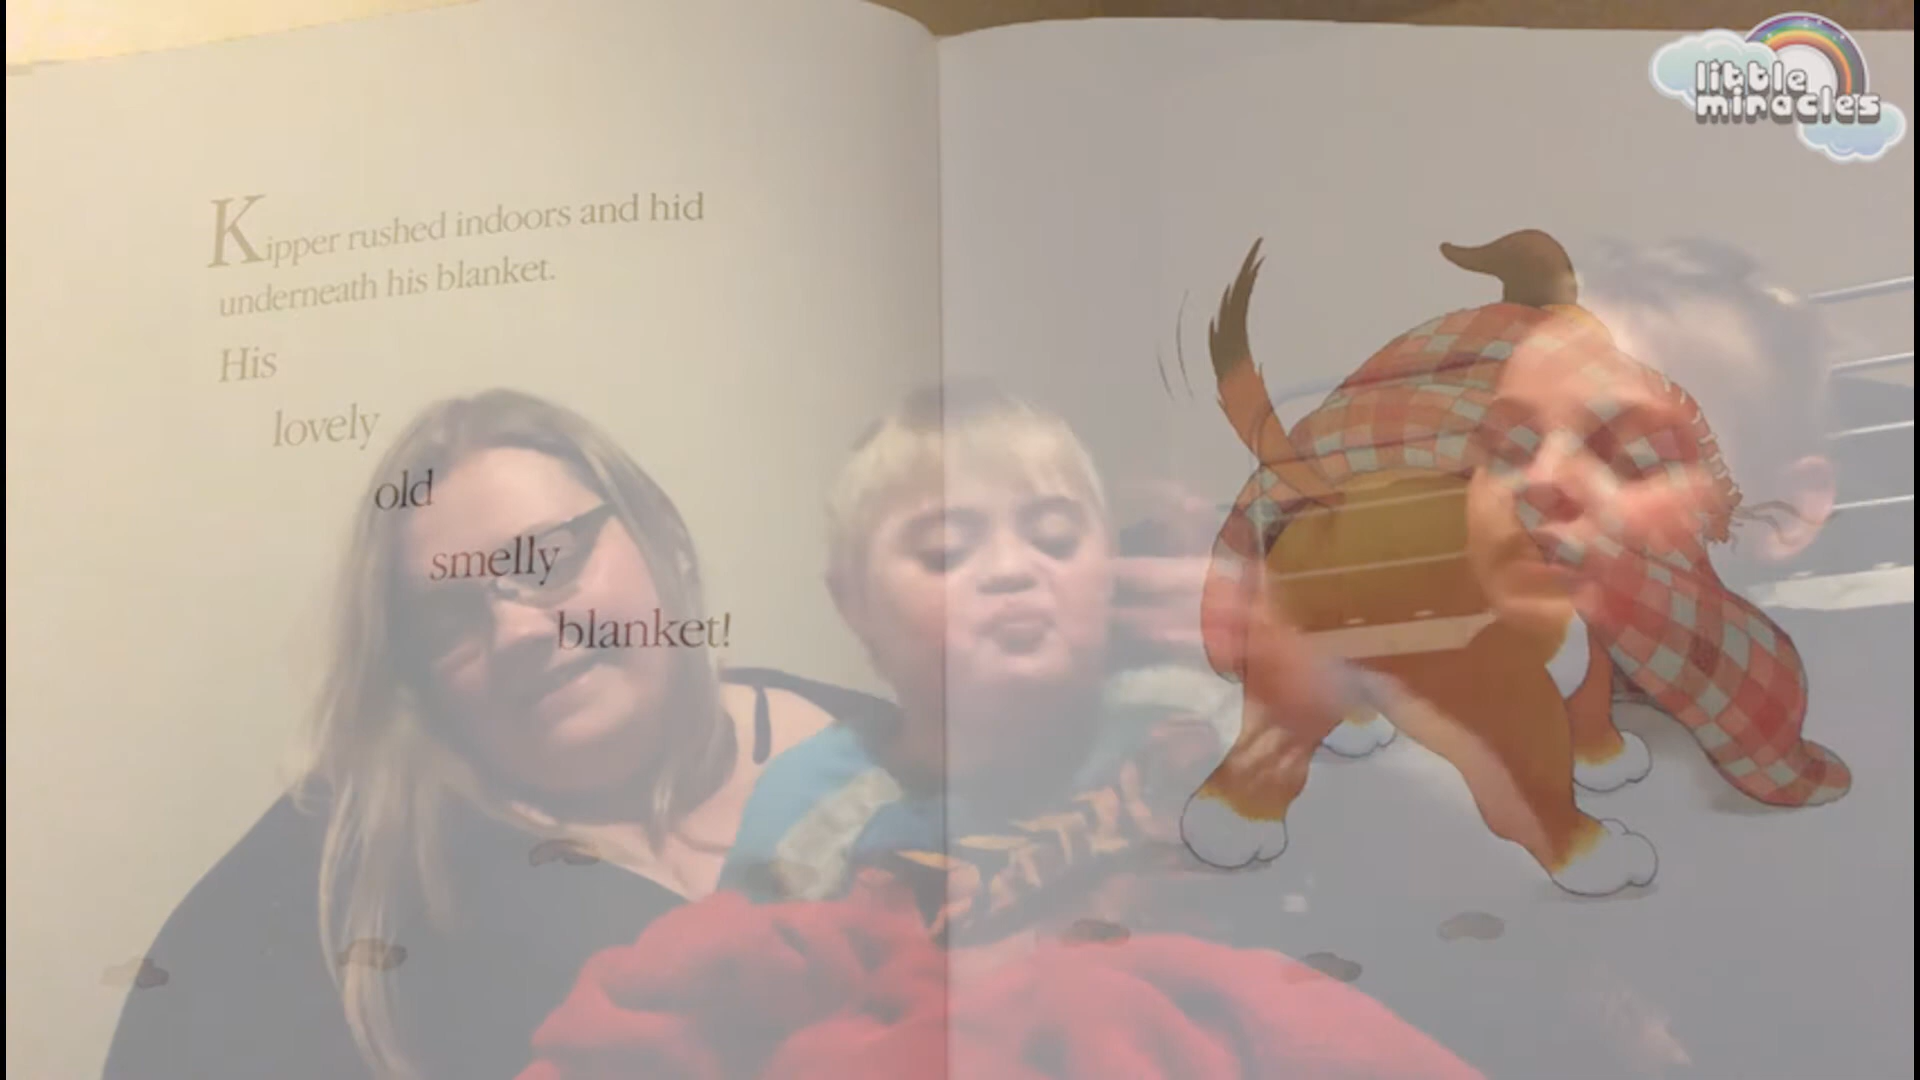 Kipper rushed indoors and hid
underneath his blanket.
His
lovely
old
smelly
blanket!
little
miracles